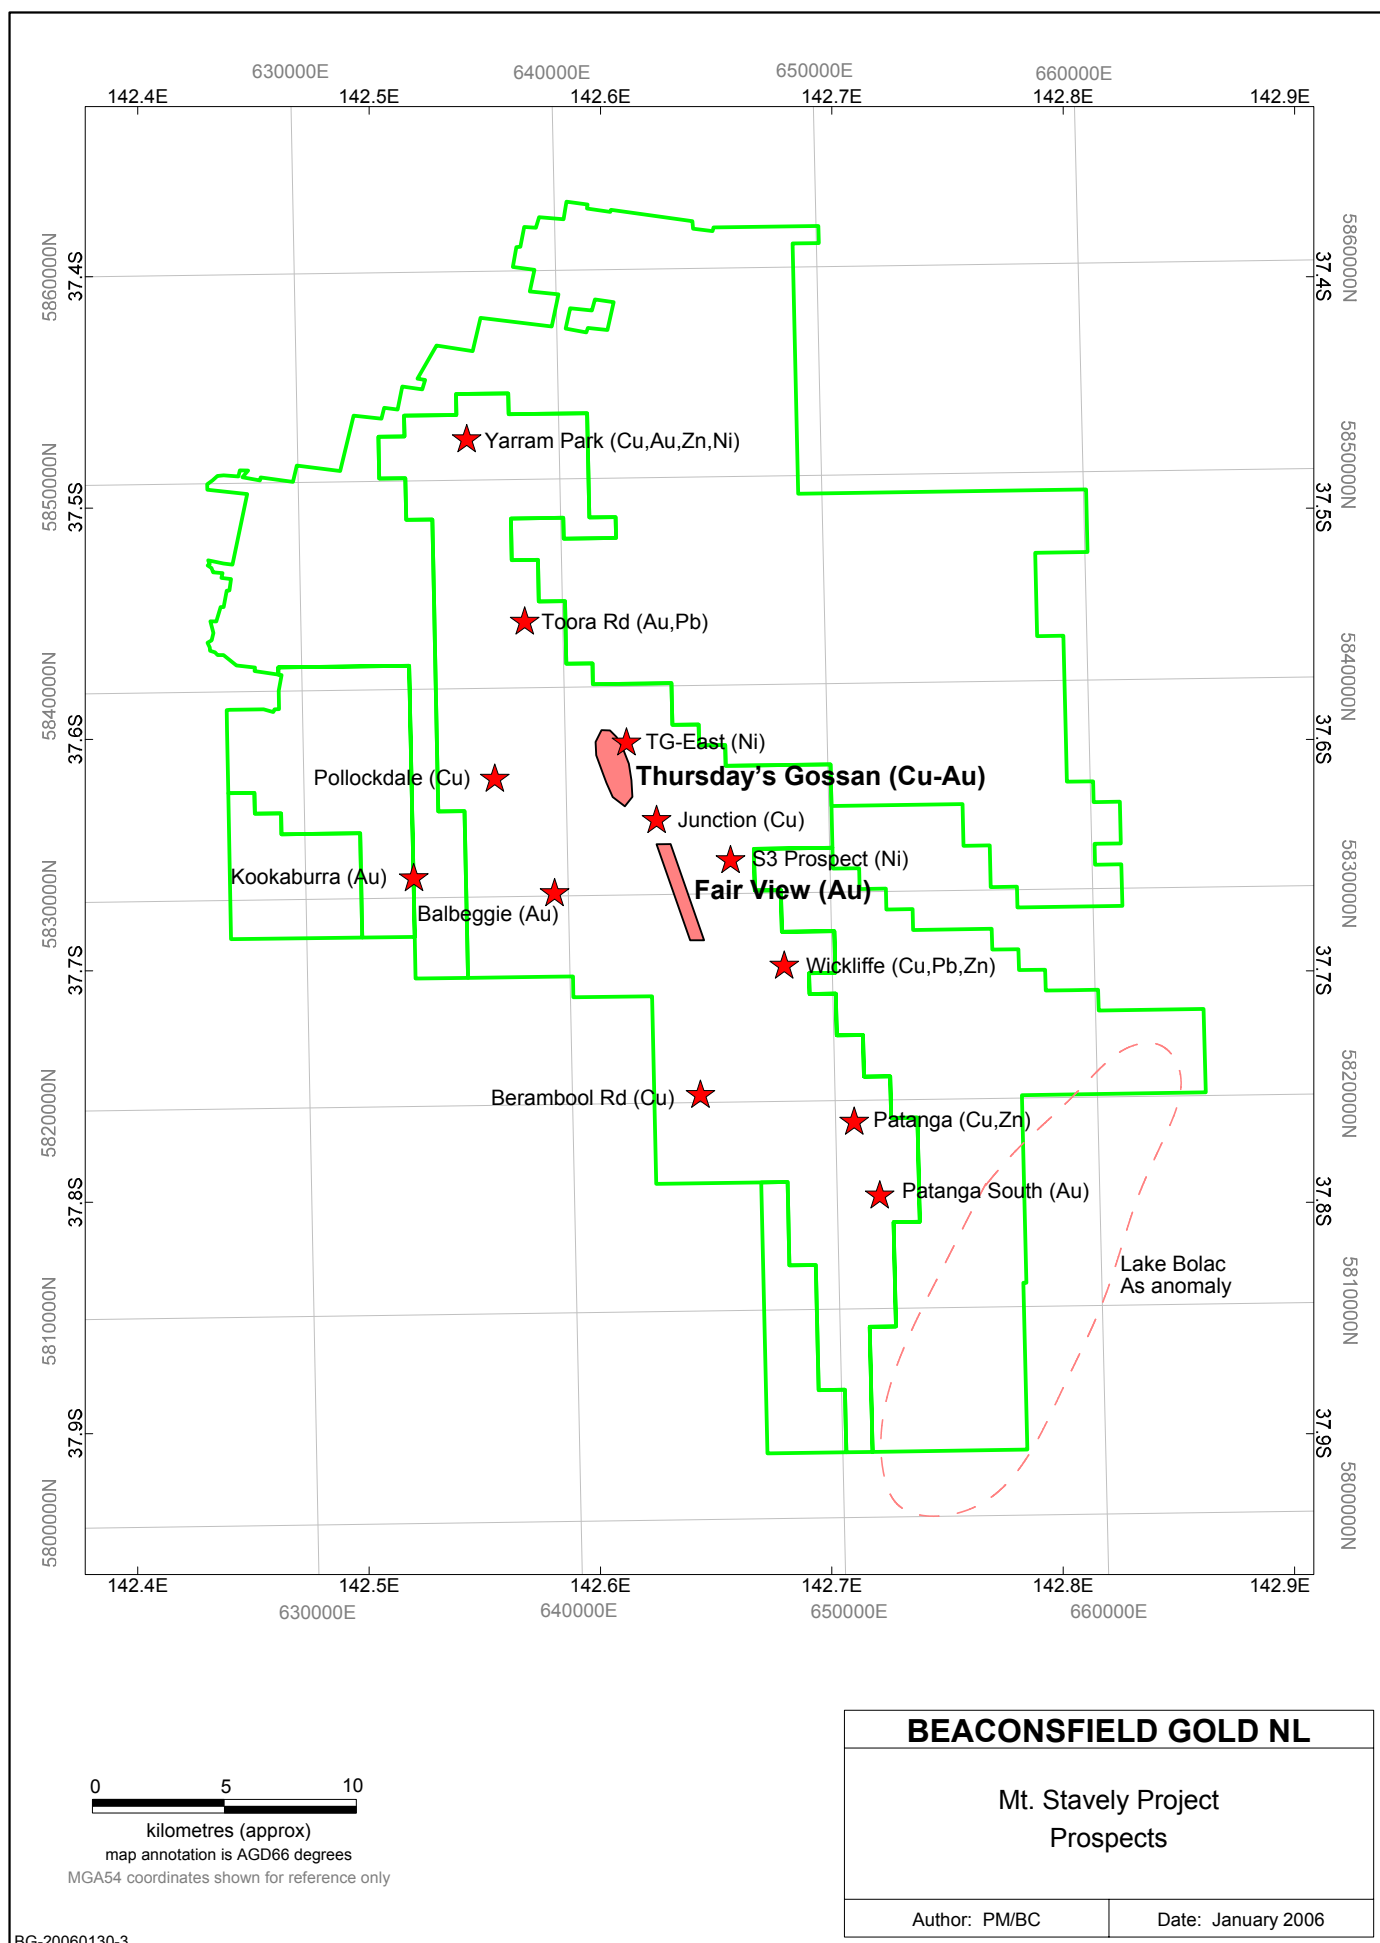 630000E
640000E
650000E
660000E
142.4E
142.5E
142.6E
142.7E
142.8E
142.9E
5860000N
37.4S
37.4S
5860000N
Yarram Park (Cu,Au,Zn,Ni)
5850000N
37.5S
37.5S
5850000N
Toora Rd (Au,Pb)
5840000N
37.6S
37.6S
5840000N
TG-East (Ni)
Thursday's Gossan (Cu-Au)
Pollockdale (Cu)
Junction (Cu)
S3 Prospect (Ni)
Kookaburra (Au)
Fair View (Au)
Balbeggie (Au)
5830000N
5830000N
37.7S
37.7S
Wickliffe (Cu,Pb,Zn)
Berambool Rd (Cu)
5820000N
5820000N
Patanga (Cu,Zn)
Patanga South (Au)
37.8S
37.8S
Lake Bolac
As anomaly
5810000N
5810000N
37.9S
37.9S
5800000N
5800000N
142.4E
142.5E
142.6E
142.7E
142.8E
142.9E
630000E
640000E
650000E
660000E
0 5 10
kilometres (approx)
map annotation is AGD66 degrees
MGA54 coordinates shown for reference only
BEACONSFIELD GOLD NL
Mt. Stavely Project
Prospects
Author: PM/BC
Date: January 2006
BG-20060130-3